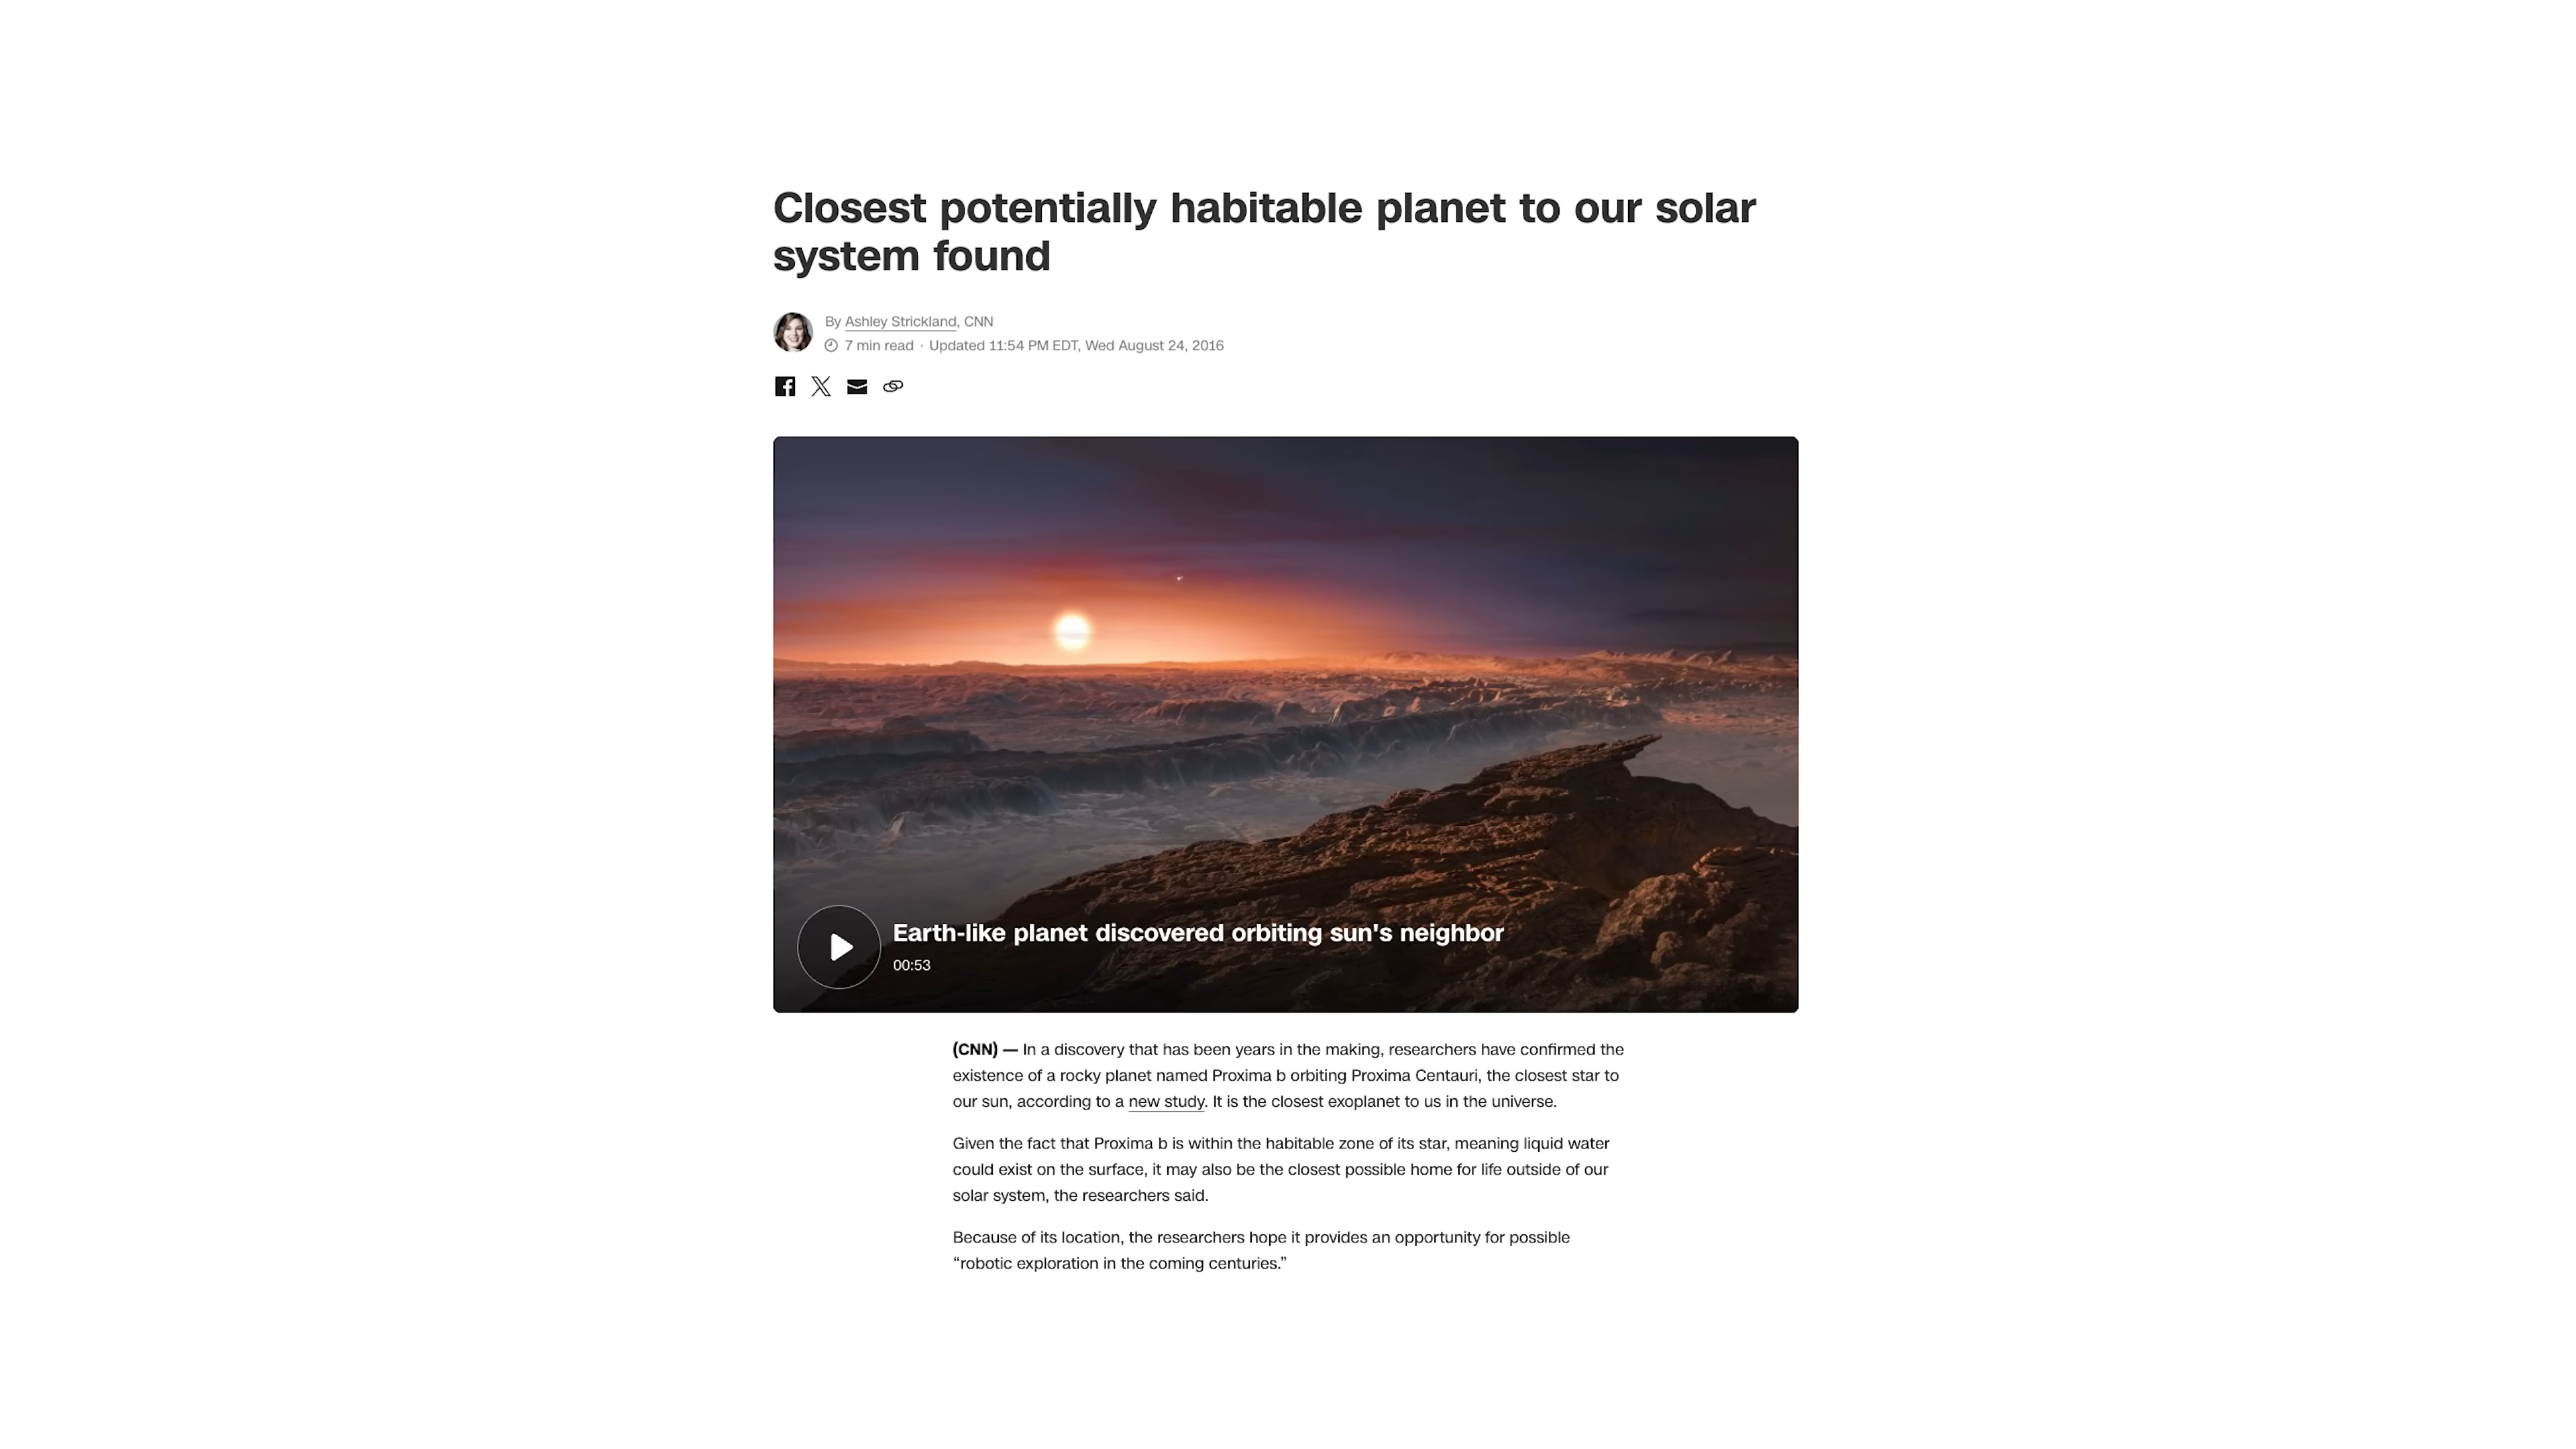 Closest potentially habitable planet to our solar
system found
By Ashley Strickland, CNN
7 min read · Updated 11:54 PM EDT, Wed August 24, 2016
Earth-like planet discovered orbiting sun's neighbor
00:53
(CNN) — In a discovery that has been years in the making, researchers have confirmed the
existence of a rocky planet named Proxima b orbiting Proxima Centauri, the closest star to
our sun, according to a new study. It is the closest exoplanet to us in the universe.
Given the fact that Proxima b is within the habitable zone of its star, meaning liquid water
could exist on the surface, it may also be the closest possible home for life outside of our
solar system, the researchers said.
Because of its location, the researchers hope it provides an opportunity for possible
“robotic exploration in the coming centuries.”